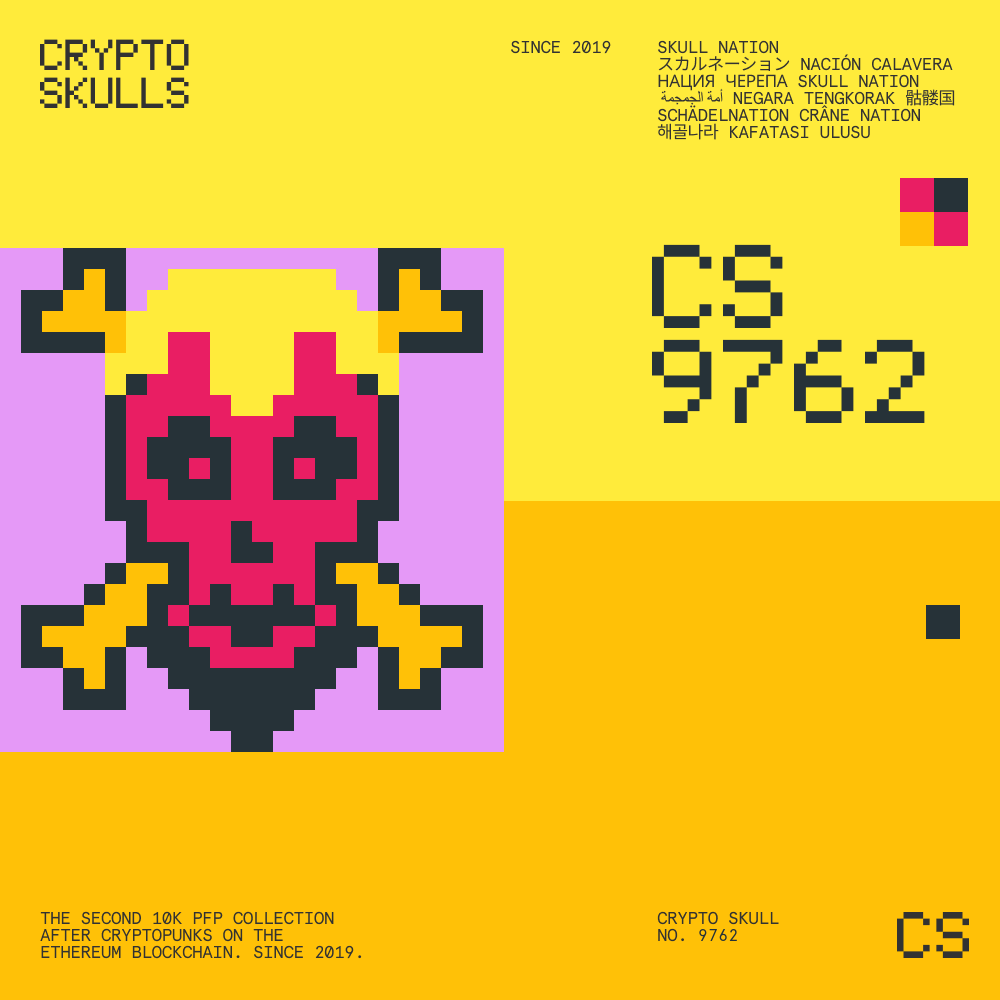 CRYPTO
SKULLS
SINCE 2019
SKULL NATION
スカルネーション NACIÓN CALAVERA
НАЦИЯ ЧЕРЕПА SKULL NATION
أمة الجمجمة NEGARA TENGKORAK 骷髅国
SCHÄDELNATION CRÂNE NATION
해골나라 KAFATASI ULUSU
CS
9762
THE SECOND 10K PFP COLLECTION
AFTER CRYPTOPUNKS ON THE
ETHEREUM BLOCKCHAIN. SINCE 2019.
CRYPTO SKULL
NO. 9762
CS